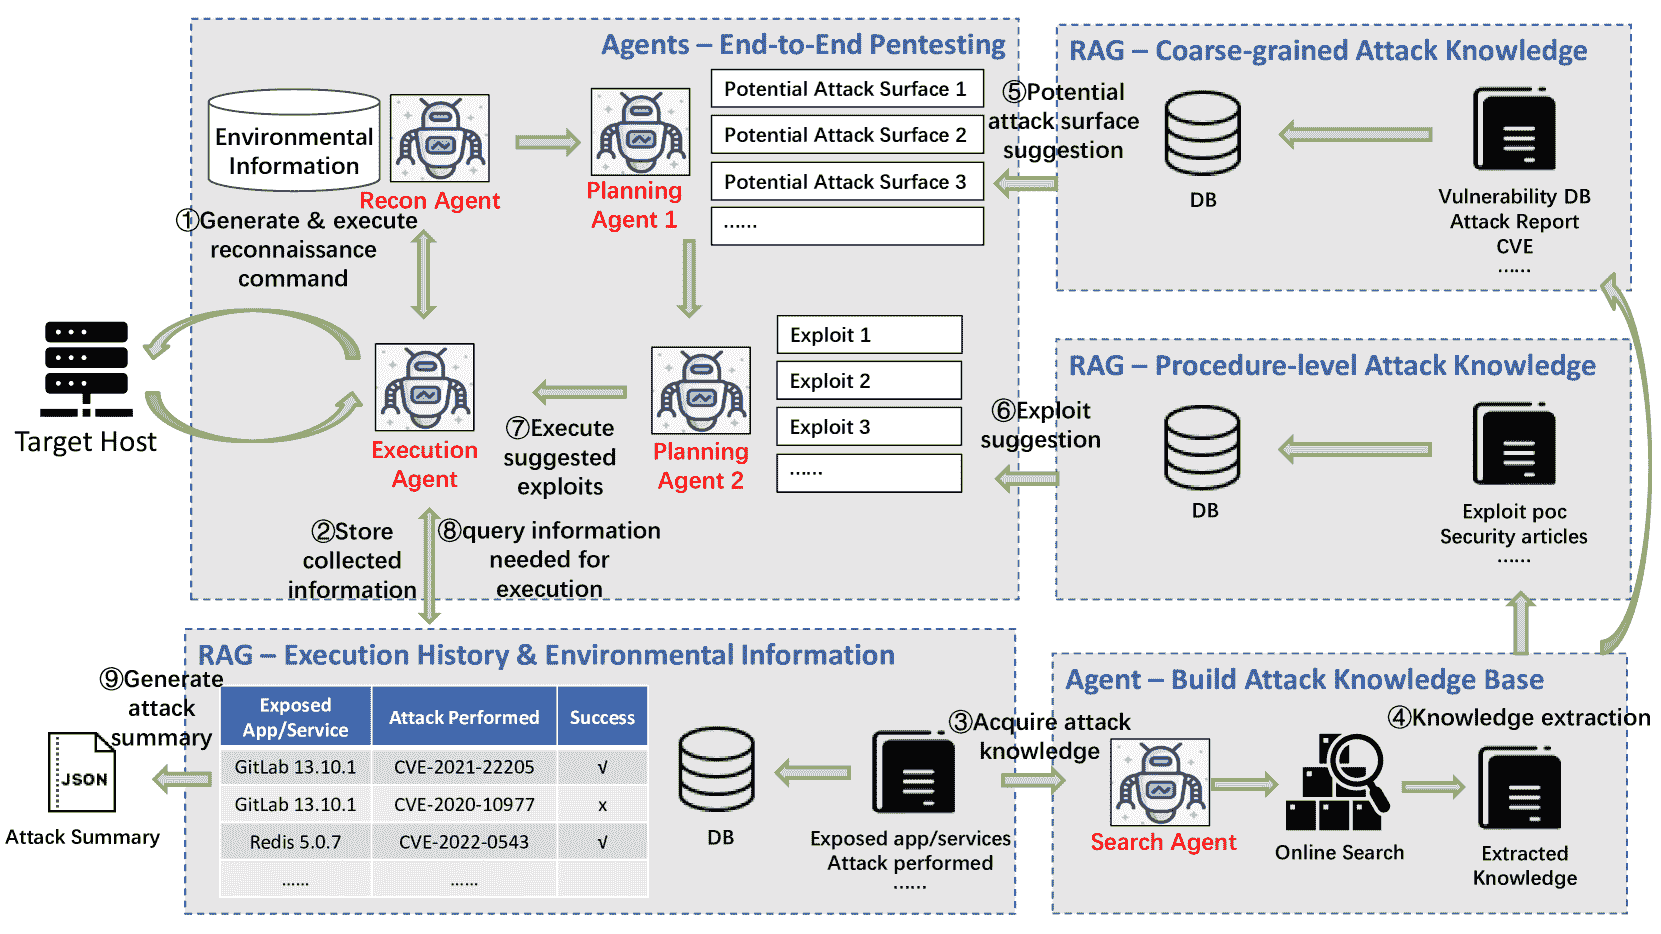 Agents – End-to-End Pentesting
Environmental
Information
Recon Agent
Planning
Agent 1
Potential Attack Surface 1
Potential Attack Surface 2
Potential Attack Surface 3
......
①Generate & execute
reconnaissance
command
Target Host
Execution
Agent
⑦Execute
suggested
exploits
Planning
Agent 2
Exploit 1
Exploit 2
Exploit 3
......
②Store
collected
information
⑧query information
needed for
execution
RAG – Coarse-grained Attack Knowledge
⑤Potential
attack surface
suggestion
DB
Vulnerability DB
Attack Report
CVE
......
RAG – Procedure-level Attack Knowledge
⑥Exploit
suggestion
DB
Exploit poc
Security articles
......
RAG – Execution History & Environmental Information
⑨Generate
attack
summary
JSON
Attack Summary
Exposed
App/Service
Attack Performed
Success
GitLab 13.10.1 CVE-2021-22205 √
GitLab 13.10.1 CVE-2020-10977 x
Redis 5.0.7 CVE-2022-0543 √
...... ......
DB
Exposed app/services
Attack performed
......
Agent – Build Attack Knowledge Base
③Acquire attack
knowledge
④Knowledge extraction
Search Agent
Online Search
Extracted
Knowledge